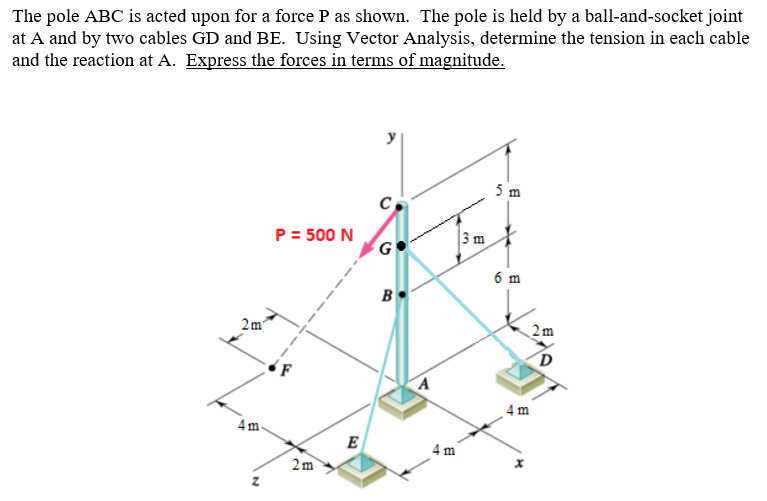 The pole ABC is acted upon for a force P as shown. The pole is held by a ball-and-socket joint
at A and by two cables GD and BE. Using Vector Analysis, determine the tension in each cable
and the reaction at A. Express the forces in terms of magnitude.
y
5 m
C
P = 500 N
3 m
G
6 m
B
2 m
2 m
D
F
A
4 m
4 m
E
4 m
2 m
x
z